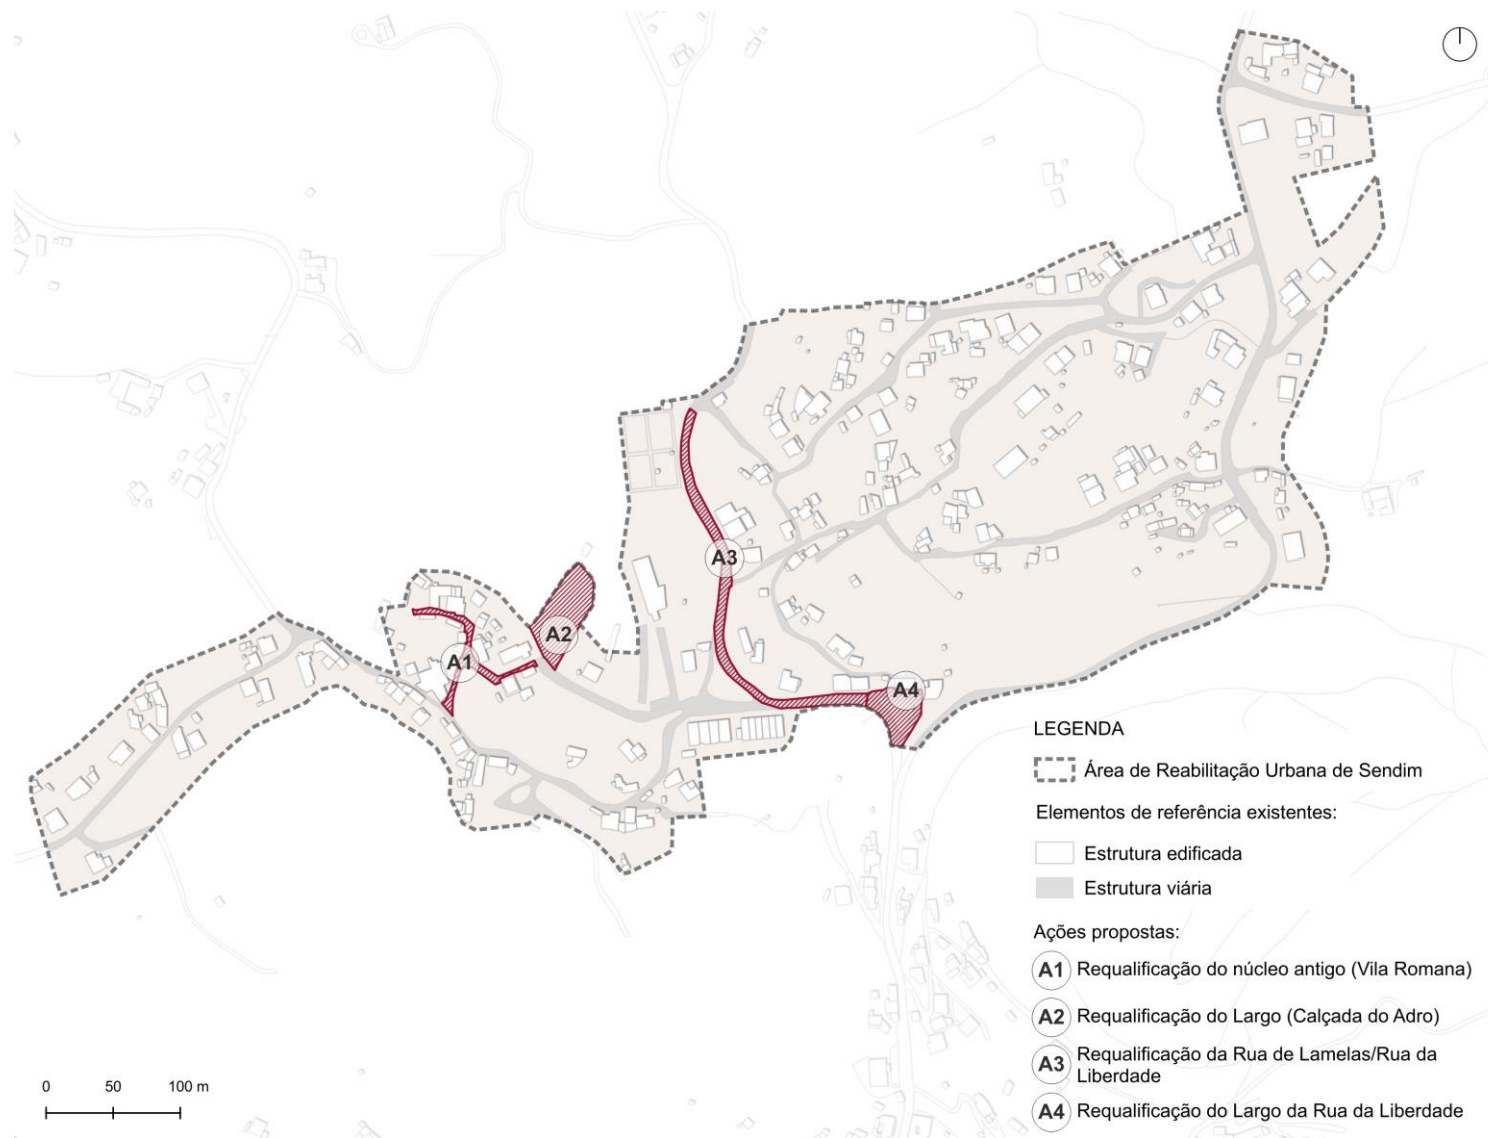 A1
A2
A3
A4
LEGENDA
Área de Reabilitação Urbana de Sendim
Elementos de referência existentes:
Estrutura edificada
Estrutura viária
Ações propostas:
A1 Requalificação do núcleo antigo (Vila Romana)
A2 Requalificação do Largo (Calçada do Adro)
A3 Requalificação da Rua de Lamelas/Rua da
Liberdade
A4 Requalificação do Largo da Rua da Liberdade
0 50 100 m